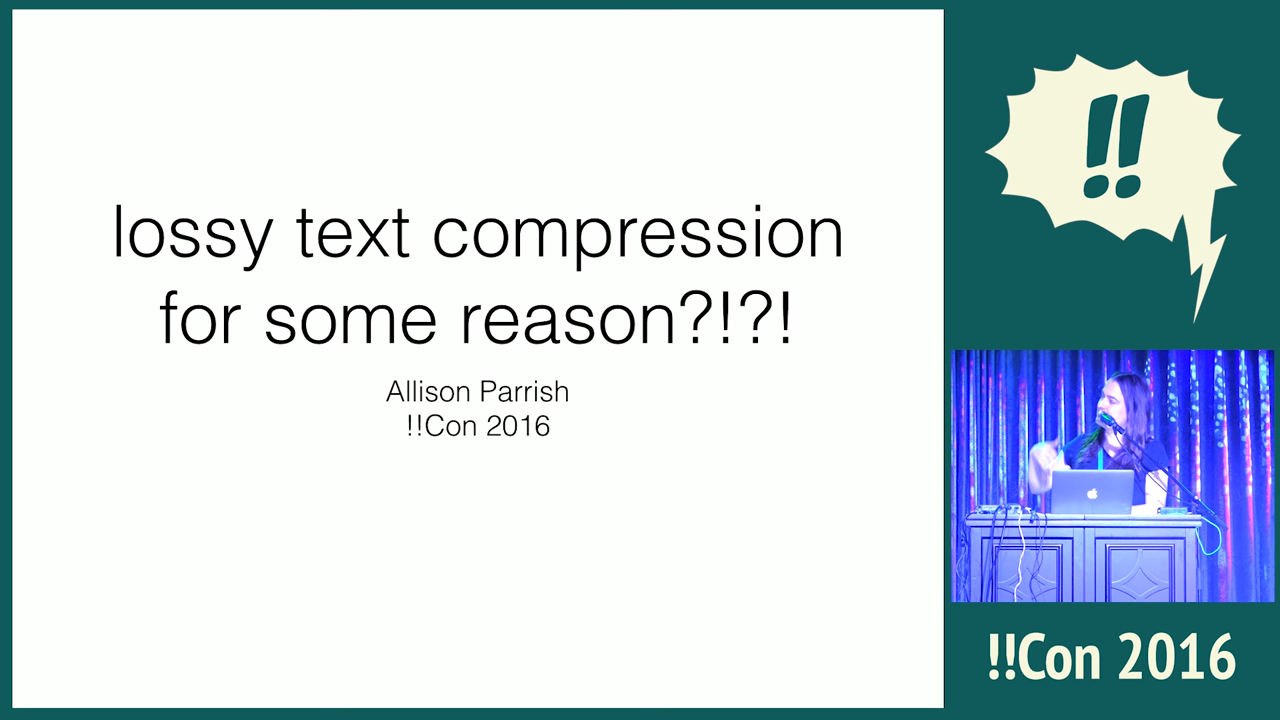 lossy text compression
for some reason?!?!
Allison Parrish
!!Con 2016
!!
!!Con 2016